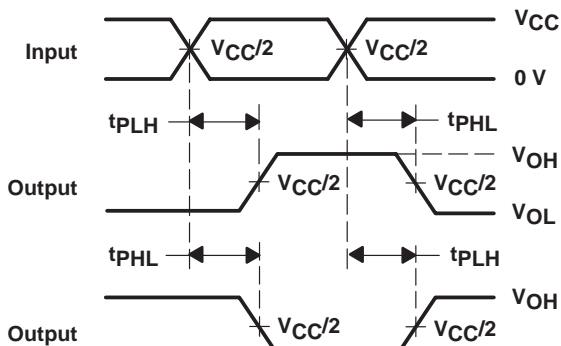 VCC
Input VCC/2 VCC/2
0 V
tPLH tPHL
VOH
Output VCC/2 VCC/2
VOL
tPHL tPLH
VOH
Output VCC/2 VCC/2